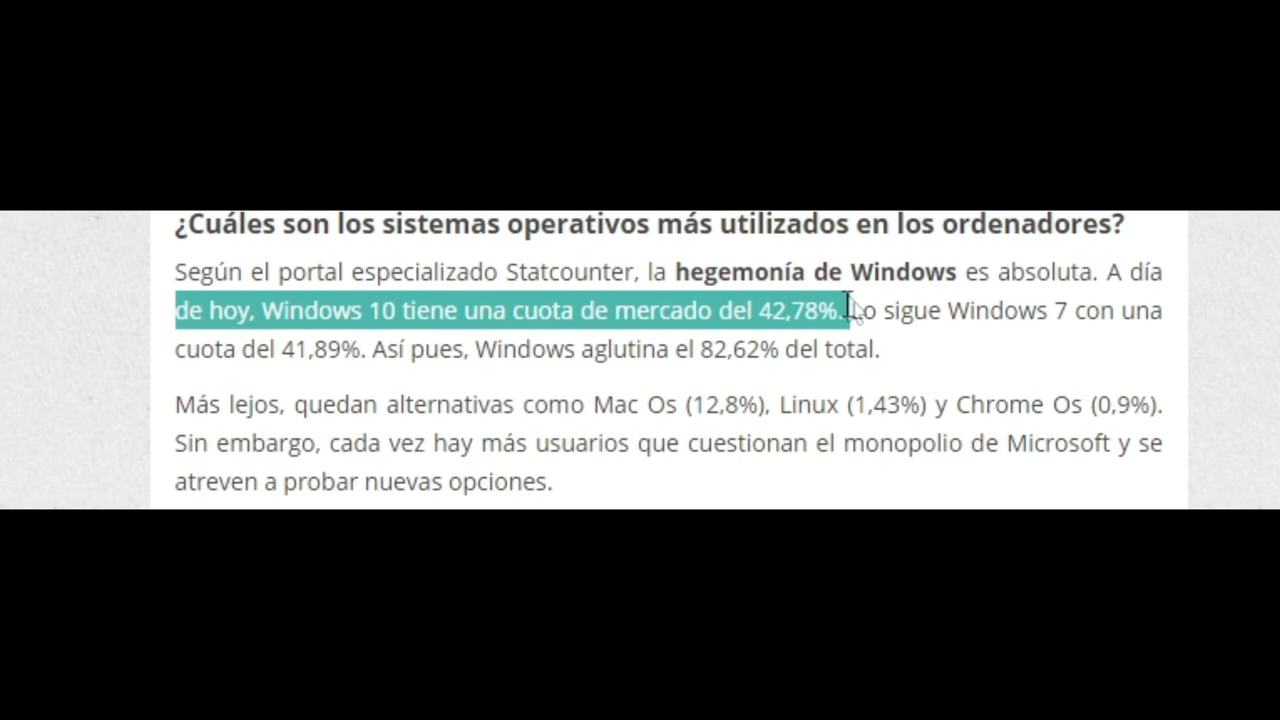 ¿Cuáles son los sistemas operativos más utilizados en los ordenadores?
Según el portal especializado Statcounter, la hegemonía de Windows es absoluta. A día
de hoy, Windows 10 tiene una cuota de mercado del 42,78%. Lo sigue Windows 7 con una
cuota del 41,89%. Así pues, Windows aglutina el 82,62% del total.
Más lejos, quedan alternativas como Mac Os (12,8%), Linux (1,43%) y Chrome Os (0,9%).
Sin embargo, cada vez hay más usuarios que cuestionan el monopolio de Microsoft y se
atreven a probar nuevas opciones.